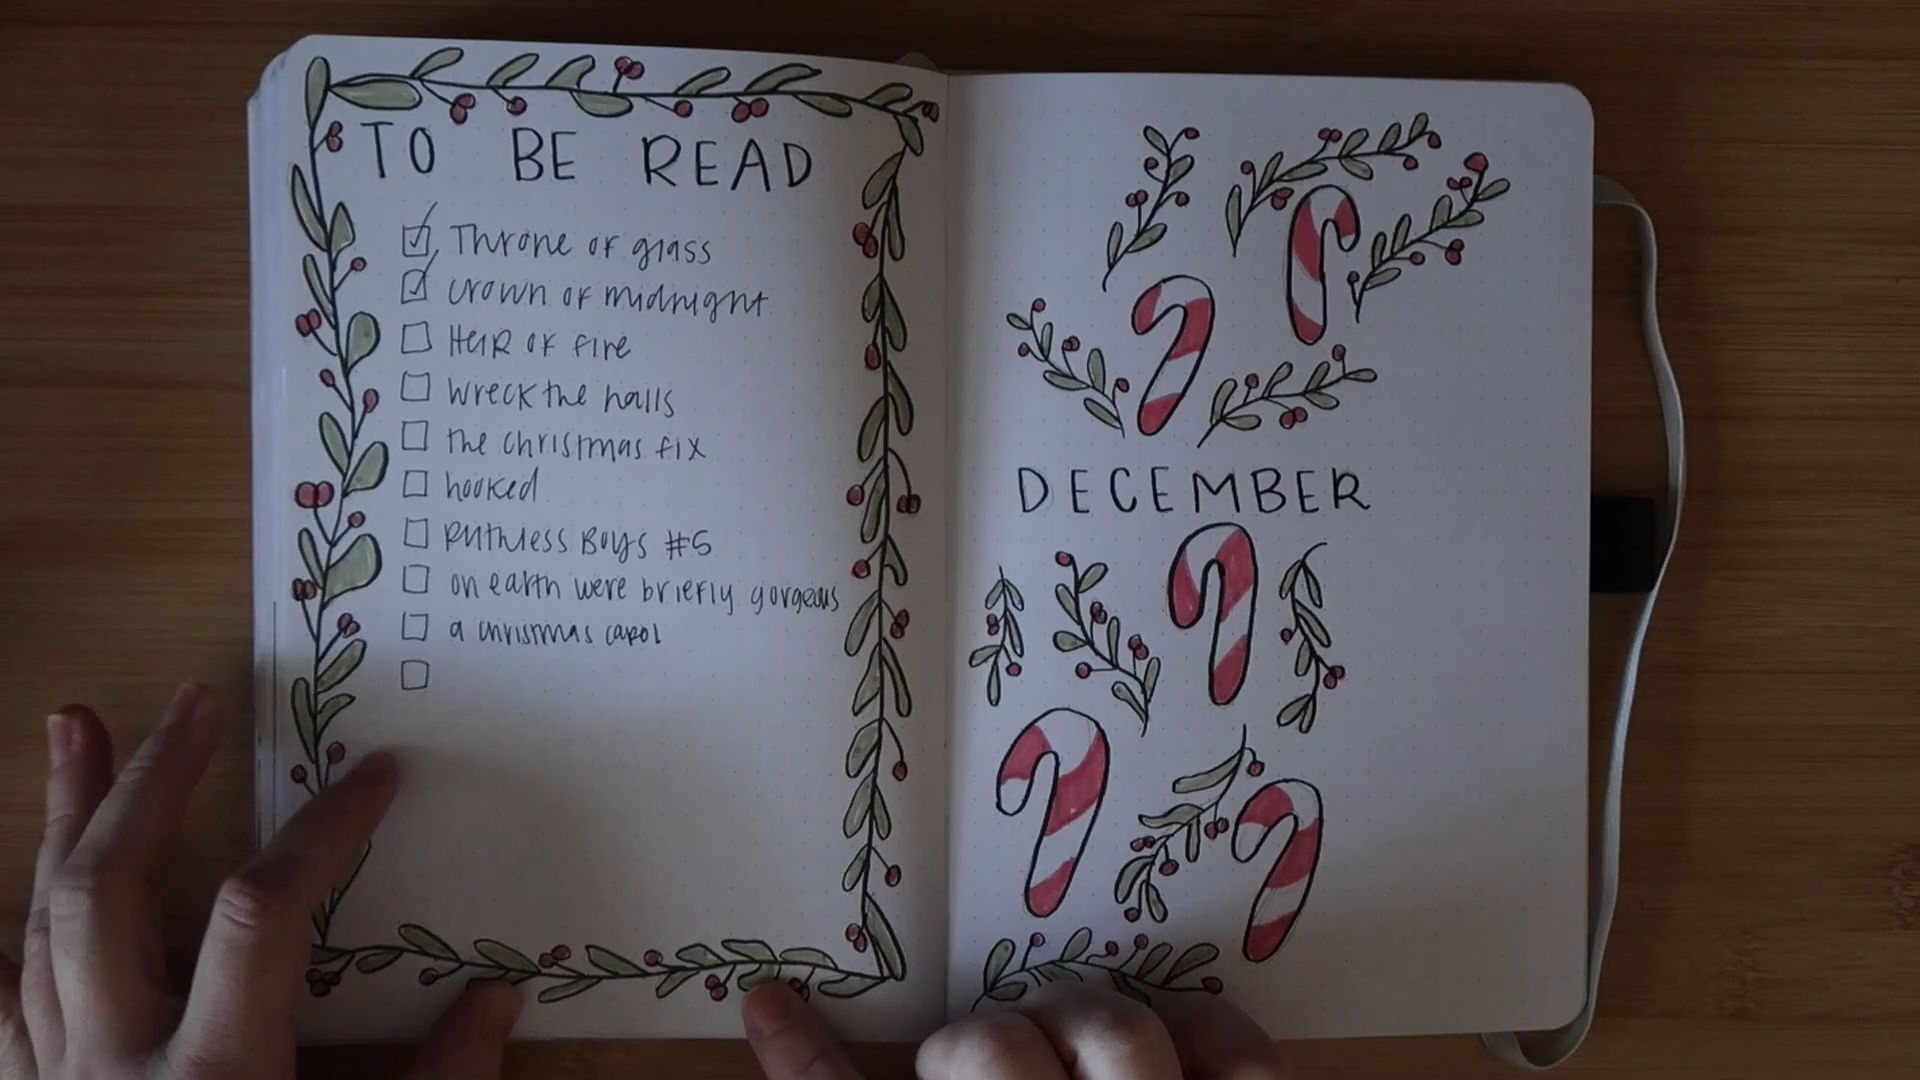 TO BE READ
Throne of glass
crown of midnight
Heir of fire
wreck the halls
the christmas fix
hooked
Ruthless Boys #5
on earth were briefly gorgeous
a christmas carol
DECEMBER